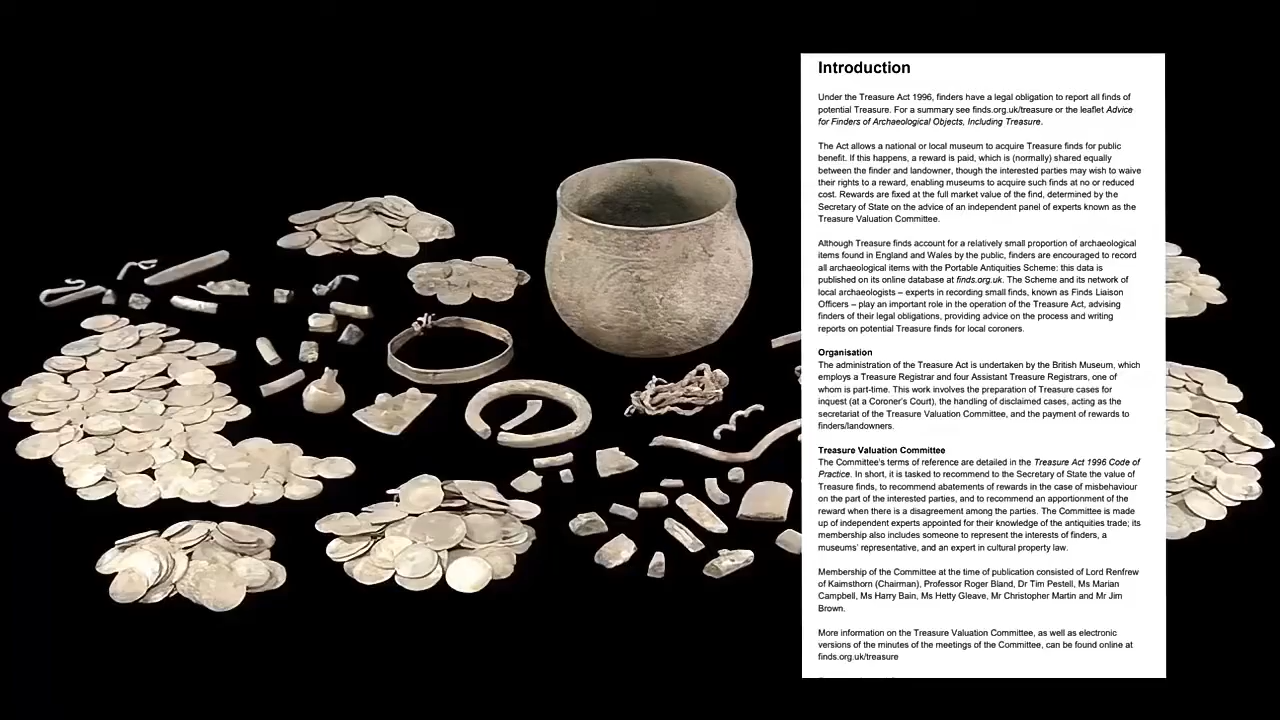 Introduction
Under the Treasure Act 1996, finders have a legal obligation to report all finds of
potential Treasure. For a summary see finds.org.uk/treasure or the leaflet Advice
for Finders of Archaeological Objects, Including Treasure.
The Act allows a national or local museum to acquire Treasure finds for public
benefit. If this happens, a reward is paid, which is (normally) shared equally
between the finder and landowner, though the interested parties may wish to waive
their rights to a reward, enabling museums to acquire such finds at no or reduced
cost. Rewards are fixed at the full market value of the find, determined by the
Secretary of State on the advice of an independent panel of experts known as the
Treasure Valuation Committee.
Although Treasure finds account for a relatively small proportion of archaeological
items found in England and Wales by the public, finders are encouraged to record
all archaeological items with the Portable Antiquities Scheme: this data is
published on its online database at finds.org.uk. The Scheme and its network of
local archaeologists – experts in recording small finds, known as Finds Liaison
Officers – play an important role in the operation of the Treasure Act, advising
finders of their legal obligations, providing advice on the process and writing
reports on potential Treasure finds for local coroners.
Organisation
The administration of the Treasure Act is undertaken by the British Museum, which
employs a Treasure Registrar and four Assistant Treasure Registrars, one of
whom is part-time. This work involves the preparation of Treasure cases for
inquest (at a Coroner's Court), the handling of disclaimed cases, acting as the
secretariat of the Treasure Valuation Committee, and the payment of rewards to
finders/landowners.
Treasure Valuation Committee
The Committee's terms of reference are detailed in the Treasure Act 1996 Code of
Practice. In short, it is tasked to recommend to the Secretary of State the value of
Treasure finds, to recommend abatements of rewards in the case of misbehaviour
on the part of the interested parties, and to recommend an apportionment of the
reward when there is a disagreement among the parties. The Committee is made
up of independent experts appointed for their knowledge of the antiquities trade; its
membership also includes someone to represent the interests of finders, a
museums' representative, and an expert in cultural property law.
Membership of the Committee at the time of publication consisted of Lord Renfrew
of Kaimsthorn (Chairman), Professor Roger Bland, Dr Tim Pestell, Ms Marian
Campbell, Ms Harry Bain, Ms Hetty Gleave, Mr Christopher Martin and Mr Jim
Brown.
More information on the Treasure Valuation Committee, as well as electronic
versions of the minutes of the meetings of the Committee, can be found online at
finds.org.uk/treasure